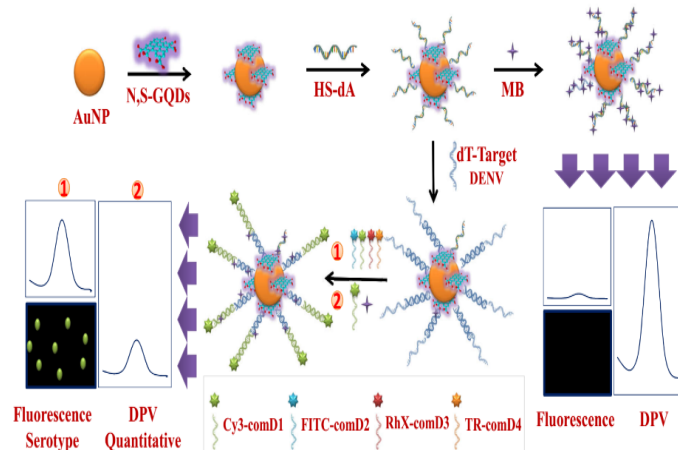 AuNP
N,S-GQDs
HS-dA
MB
dT-Target
DENV
1
2
1
2
Fluorescence
Serotype
DPV
Quantitative
Cy3-comD1
FITC-comD2
RhX-comD3
TR-comD4
Fluorescence
DPV